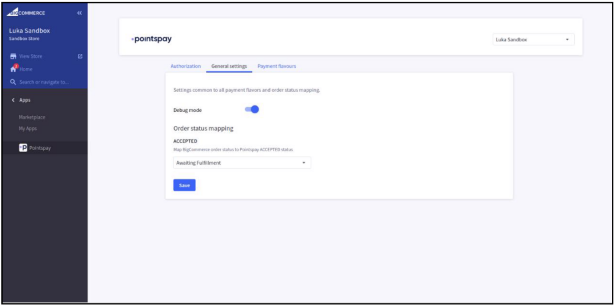 BIGCOMMERCE
Luka Sandbox
Sandbox Store
View Store
Home
Search or navigate to...
Apps
Marketplace
My Apps
Pointspay
pointspay
Luka Sandbox
Authorization General settings Payment flavours
Settings common to all payment flavors and order status mapping.
Debug mode
Order status mapping
ACCEPTED
Map BigCommerce order status to Pointspay ACCEPTED status
Awaiting Fulfillment
Save